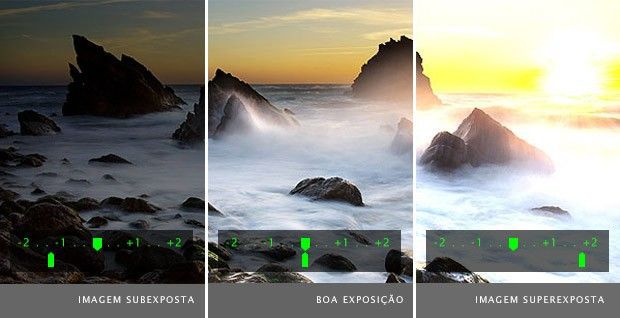 -2 . . -1 . . . . +1 . . +2
-2 . . -1 . . . . +1 . . +2
-2 . . -1 . . . . +1 . . +2
IMAGEM SUBEXPOSTA
BOA EXPOSIÇÃO
IMAGEM SUPEREXPOSTA